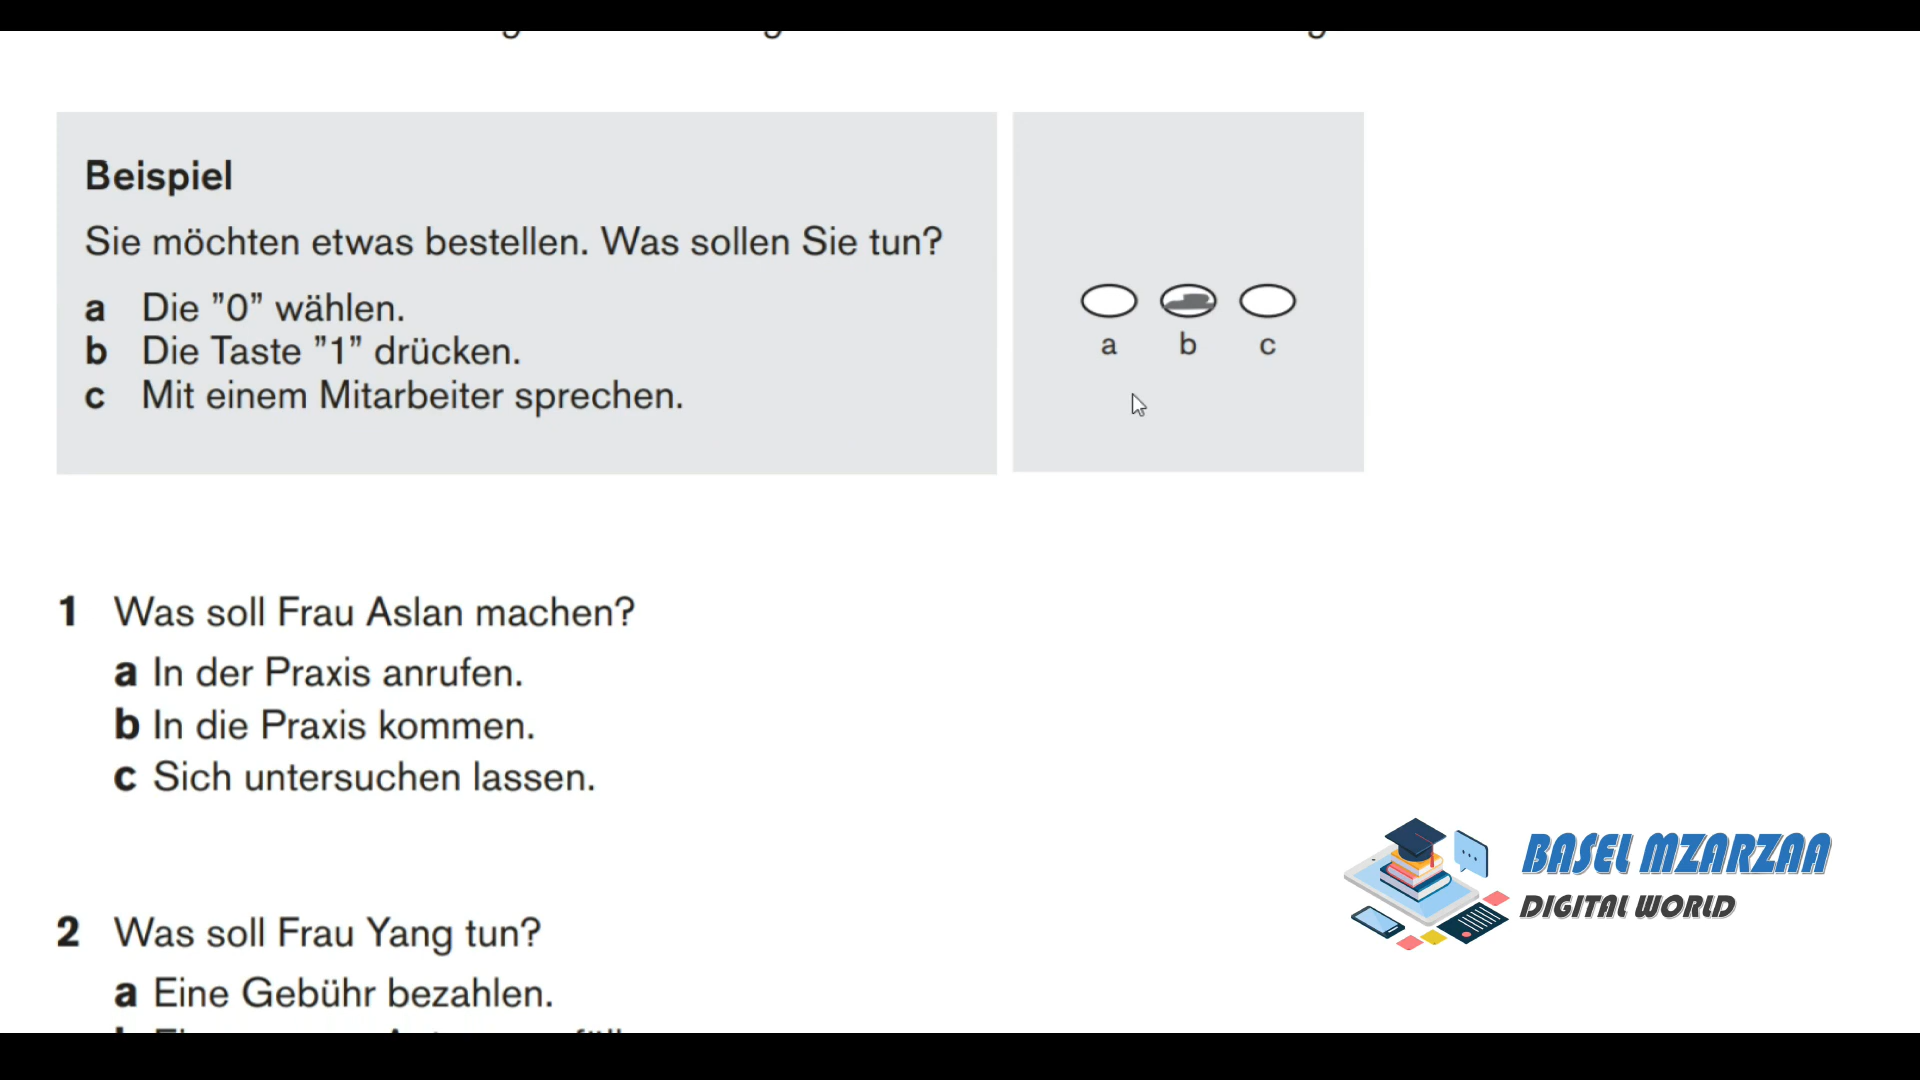 Beispiel
Sie möchten etwas bestellen. Was sollen Sie tun?
a Die ”0” wählen.
b Die Taste ”1” drücken.
c Mit einem Mitarbeiter sprechen.
a b c
1 Was soll Frau Aslan machen?
a In der Praxis anrufen.
b In die Praxis kommen.
c Sich untersuchen lassen.
2 Was soll Frau Yang tun?
a Eine Gebühr bezahlen.
BASEL MZARZAA
DIGITAL WORLD